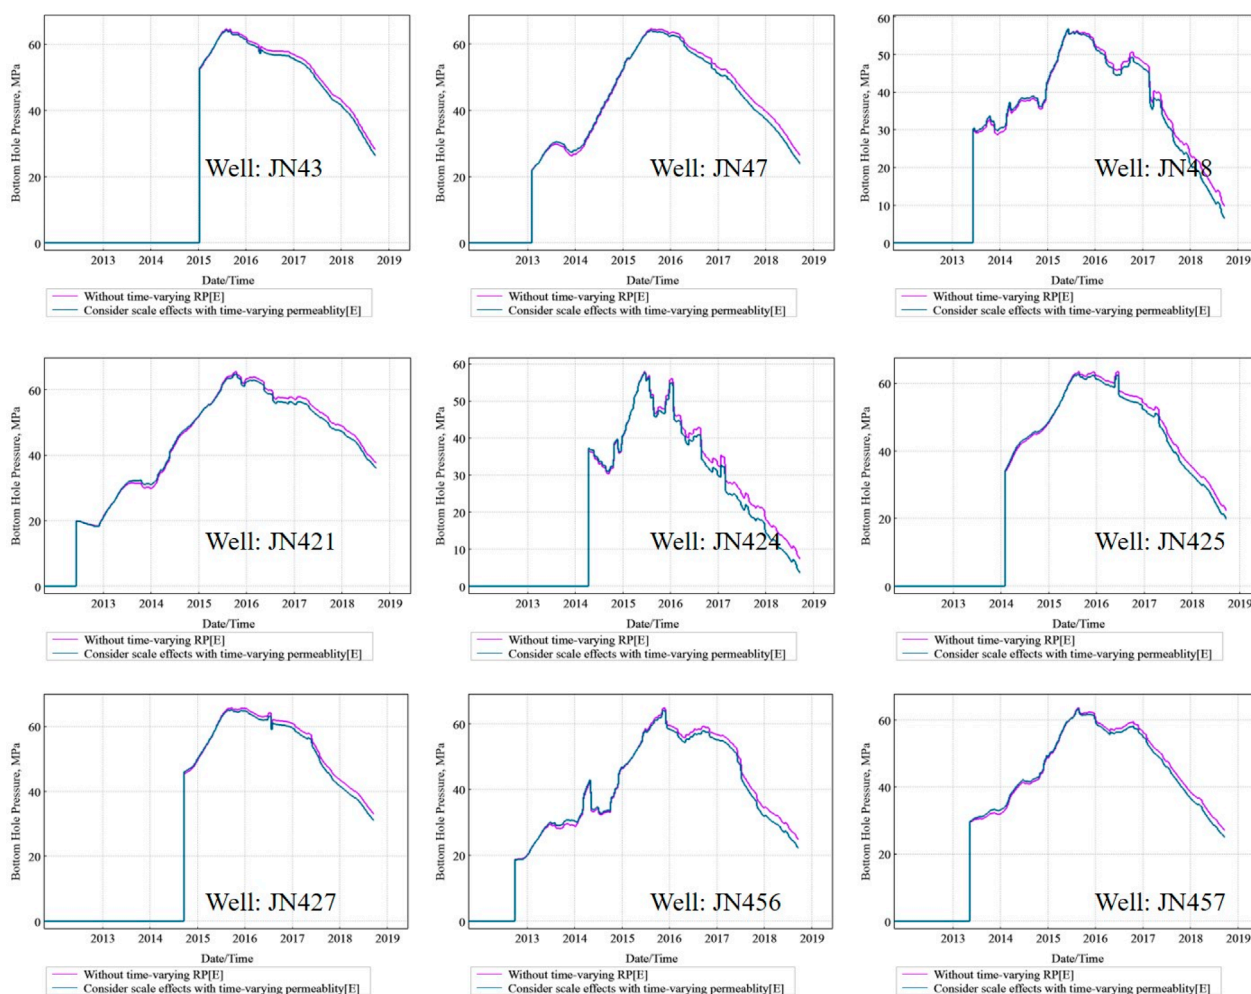 Bottom Hole Pressure, MPa
60
40
20
0
Well: JN43
2013 2014 2015 2016 2017 2018 2019
Date/Time
Without time-varying RP[E]
Consider scale effects with time-varying permeablity[E]
Bottom Hole Pressure, MPa
60
40
20
0
Well: JN47
2013 2014 2015 2016 2017 2018 2019
Date/Time
Without time-varying RP[E]
Consider scale effects with time-varying permeablity[E]
Bottom Hole Pressure, MPa
60
50
40
30
20
10
0
Well: JN48
2013 2014 2015 2016 2017 2018 2019
Date/Time
Without time-varying RP[E]
Consider scale effects with time-varying permeablity[E]
Bottom Hole Pressure, MPa
60
40
20
0
Well: JN421
2013 2014 2015 2016 2017 2018 2019
Date/Time
Without time-varying RP[E]
Consider scale effects with time-varying permeablity[E]
Bottom Hole Pressure, MPa
60
50
40
30
20
10
0
Well: JN424
2013 2014 2015 2016 2017 2018 2019
Date/Time
Without time-varying RP[E]
Consider scale effects with time-varying permeablity[E]
Bottom Hole Pressure, MPa
60
40
20
0
Well: JN425
2013 2014 2015 2016 2017 2018 2019
Date/Time
Without time-varying RP[E]
Consider scale effects with time-varying permeablity[E]
Bottom Hole Pressure, MPa
60
40
20
0
Well: JN427
2013 2014 2015 2016 2017 2018 2019
Date/Time
Without time-varying RP[E]
Consider scale effects with time-varying permeablity[E]
Bottom Hole Pressure, MPa
60
40
20
0
Well: JN456
2013 2014 2015 2016 2017 2018 2019
Date/Time
Without time-varying RP[E]
Consider scale effects with time-varying permeablity[E]
Bottom Hole Pressure, MPa
60
40
20
0
Well: JN457
2013 2014 2015 2016 2017 2018 2019
Date/Time
Without time-varying RP[E]
Consider scale effects with time-varying permeablity[E]